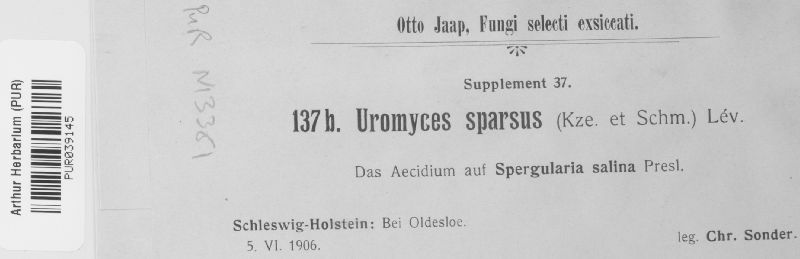 Otto Jaap, Fungi selecti exsiccati.
Supplement 37.
137 b. Uromyces sparsus (Kze. et Schm.) Lév.
Das Aecidium auf Spergularia salina Presl.
Schleswig-Holstein: Bei Oldesloe.
5. VI. 1906.
leg. Chr. Sonder.
PUR M3361
Arthur Herbarium (PUR)
PUR039145